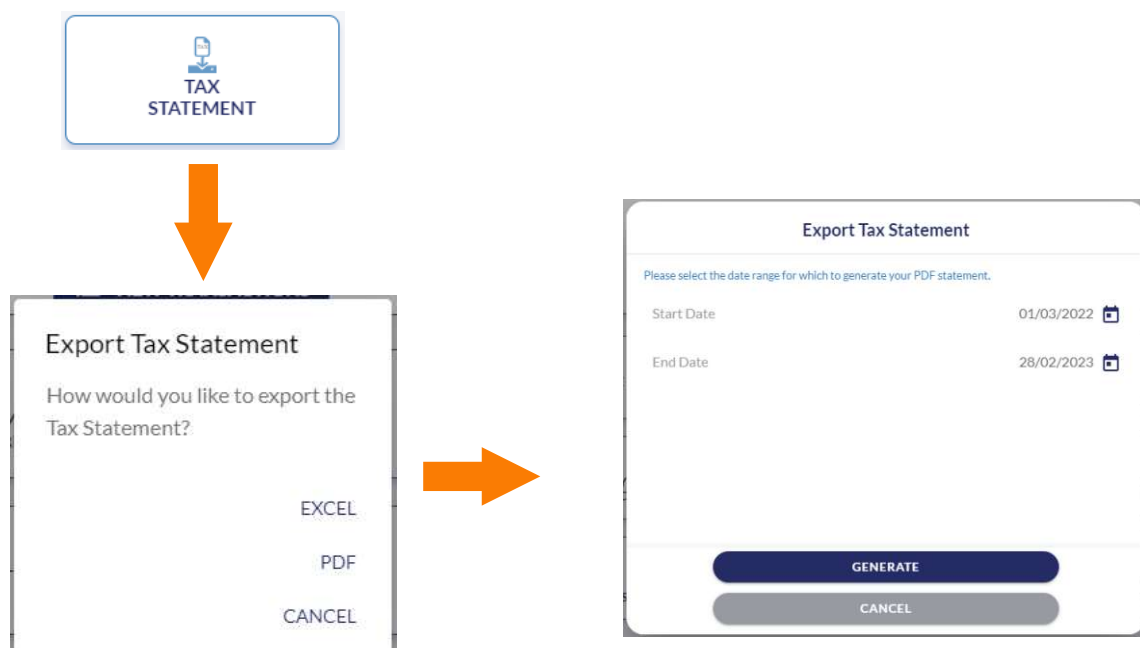 TAX
STATEMENT
Export Tax Statement
How would you like to export the
Tax Statement?
EXCEL
PDF
CANCEL
Export Tax Statement
Please select the date range for which to generate your PDF statement.
Start Date 01/03/2022
End Date 28/02/2023
GENERATE
CANCEL